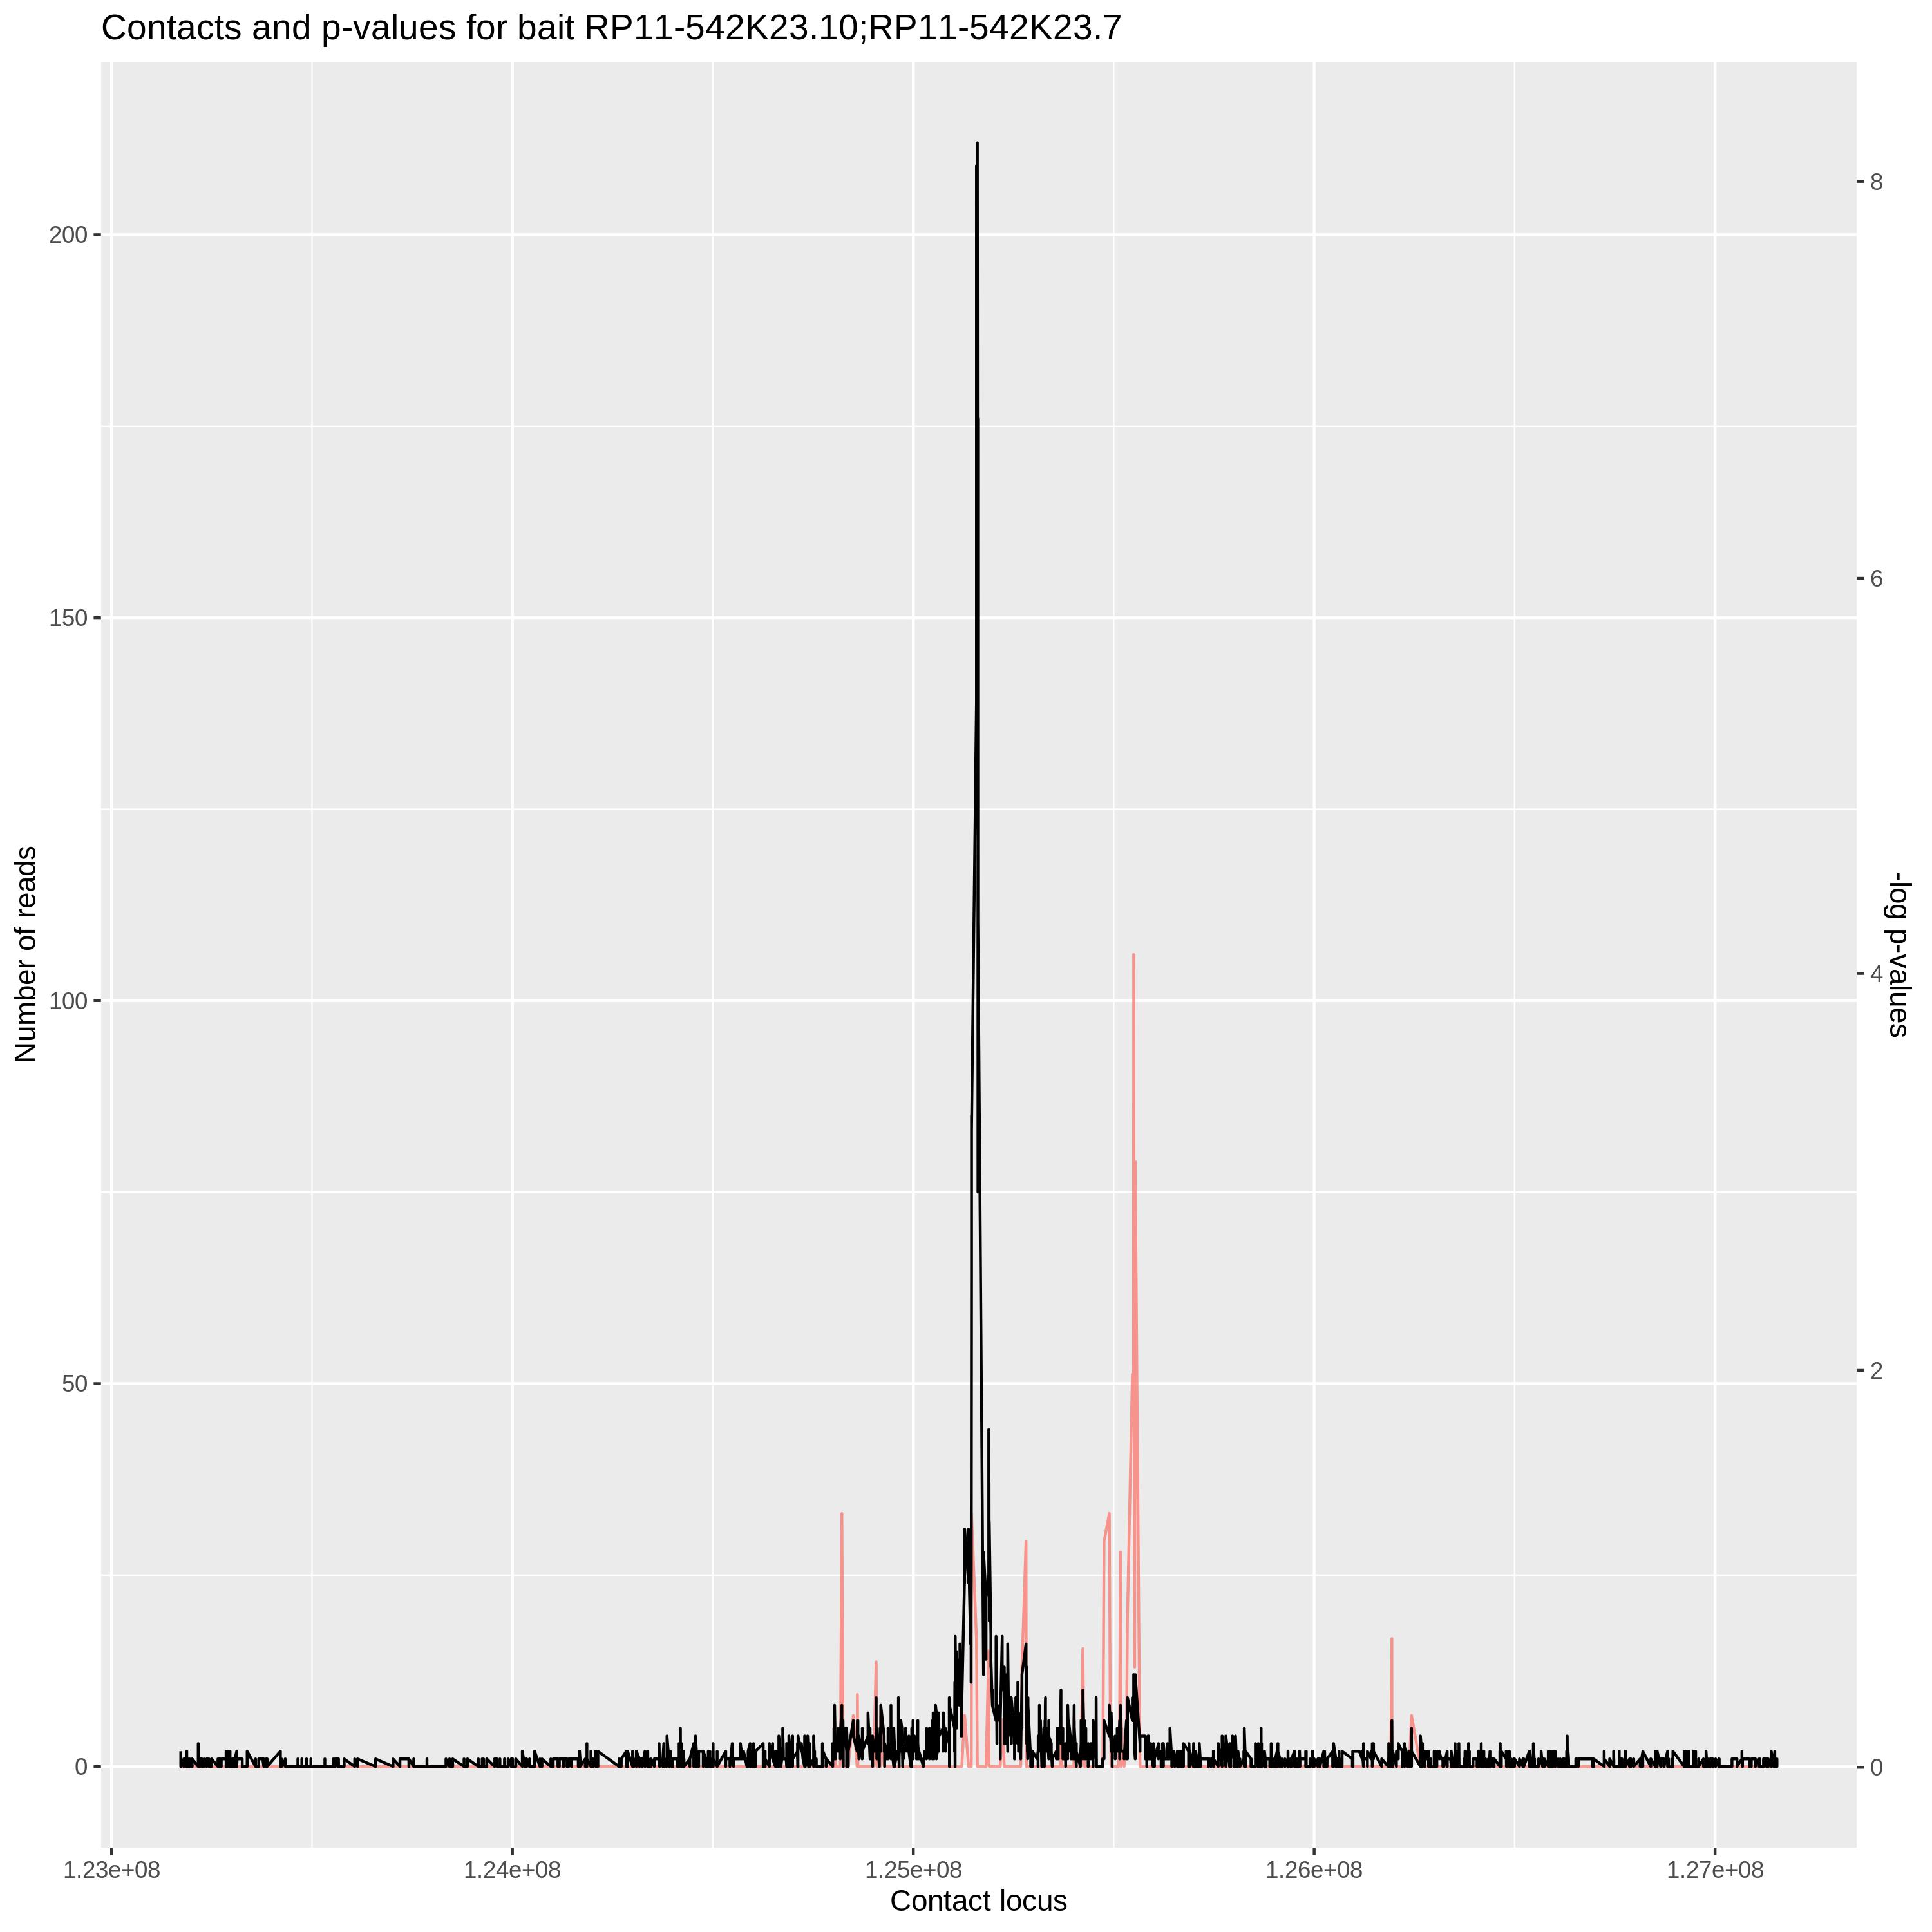 Contacts and p-values for bait RP11-542K23.10;RP11-542K23.7
Number of reads
200
150
100
50
0
8
6
4
2
0
-log p-values
1.23e+08
1.24e+08
1.25e+08
1.26e+08
1.27e+08
Contact locus